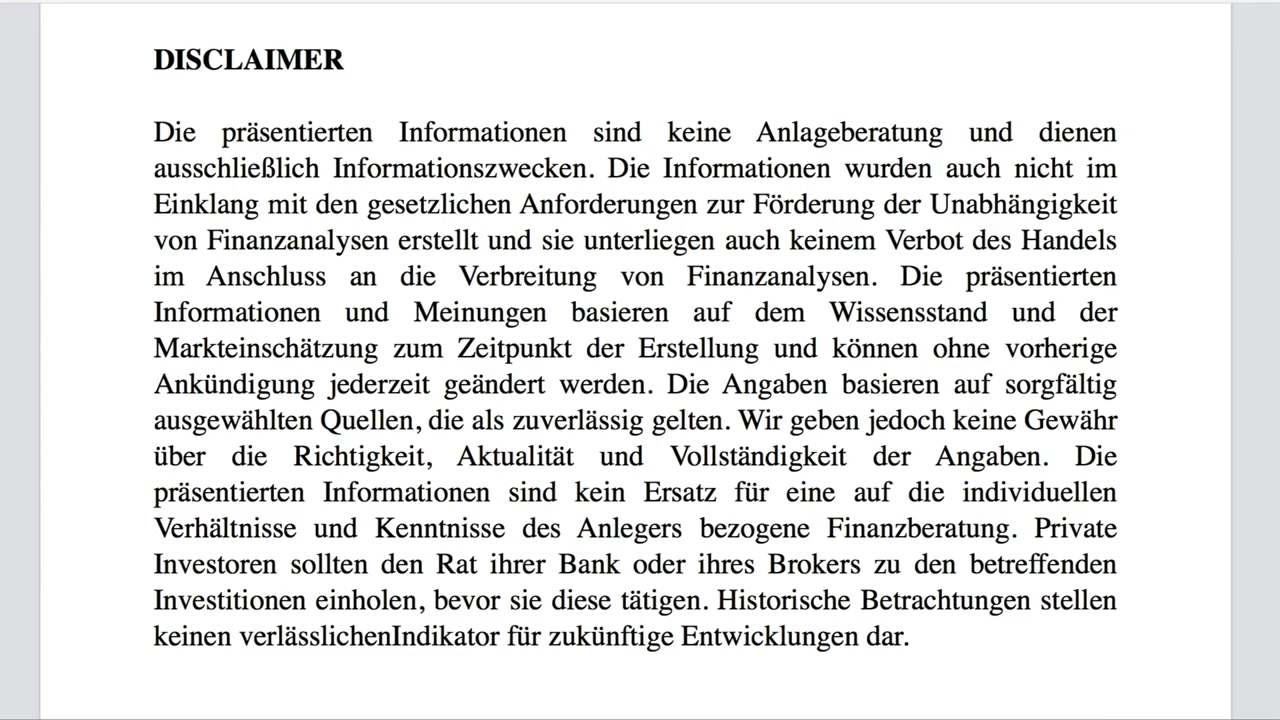 DISCLAIMER
Die präsentierten Informationen sind keine Anlageberatung und dienen
ausschließlich Informationszwecken. Die Informationen wurden auch nicht im
Einklang mit den gesetzlichen Anforderungen zur Förderung der Unabhängigkeit
von Finanzanalysen erstellt und sie unterliegen auch keinem Verbot des Handels
im Anschluss an die Verbreitung von Finanzanalysen. Die präsentierten
Informationen und Meinungen basieren auf dem Wissensstand und der
Markteinschätzung zum Zeitpunkt der Erstellung und können ohne vorherige
Ankündigung jederzeit geändert werden. Die Angaben basieren auf sorgfältig
ausgewählten Quellen, die als zuverlässig gelten. Wir geben jedoch keine Gewähr
über die Richtigkeit, Aktualität und Vollständigkeit der Angaben. Die
präsentierten Informationen sind kein Ersatz für eine auf die individuellen
Verhältnisse und Kenntnisse des Anlegers bezogene Finanzberatung. Private
Investoren sollten den Rat ihrer Bank oder ihres Brokers zu den betreffenden
Investitionen einholen, bevor sie diese tätigen. Historische Betrachtungen stellen
keinen verlässlichenIndikator für zukünftige Entwicklungen dar.